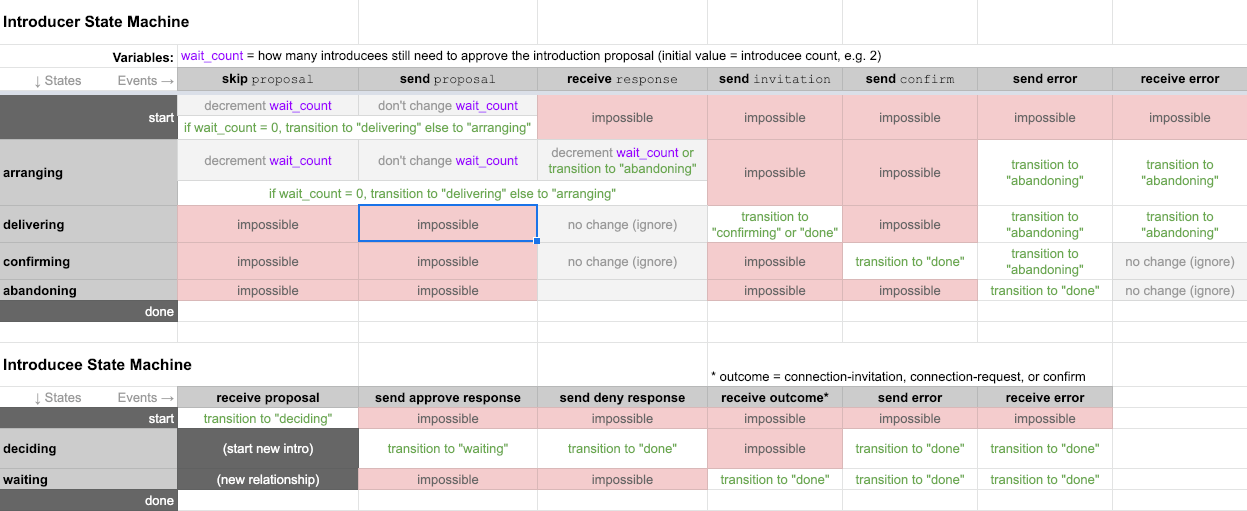 Introducer State Machine
Variables: wait_count = how many introducees still need to approve the introduction proposal (initial value = introducee count, e.g. 2)
↓ States Events → skip proposal send proposal receive response send invitation send confirm send error receive error
start decrement wait_count don't change wait_count impossible impossible impossible impossible impossible
if wait_count = 0, transition to "delivering" else to "arranging"
arranging decrement wait_count don't change wait_count decrement wait_count or transition to "abandoning" impossible impossible transition to "abandoning" transition to "abandoning"
if wait_count = 0, transition to "delivering" else to "arranging"
delivering impossible impossible no change (ignore) transition to "confirming" or "done" impossible transition to "abandoning" transition to "abandoning"
confirming impossible impossible no change (ignore) impossible transition to "done" transition to "abandoning" no change (ignore)
abandoning impossible impossible impossible impossible transition to "done" no change (ignore)
done
Introducee State Machine
* outcome = connection-invitation, connection-request, or confirm
↓ States Events → receive proposal send approve response send deny response receive outcome* send error receive error
start transition to "deciding" impossible impossible impossible impossible impossible
deciding (start new intro) transition to "waiting" transition to "done" impossible transition to "done" transition to "done"
waiting (new relationship) impossible impossible transition to "done" transition to "done" transition to "done"
done